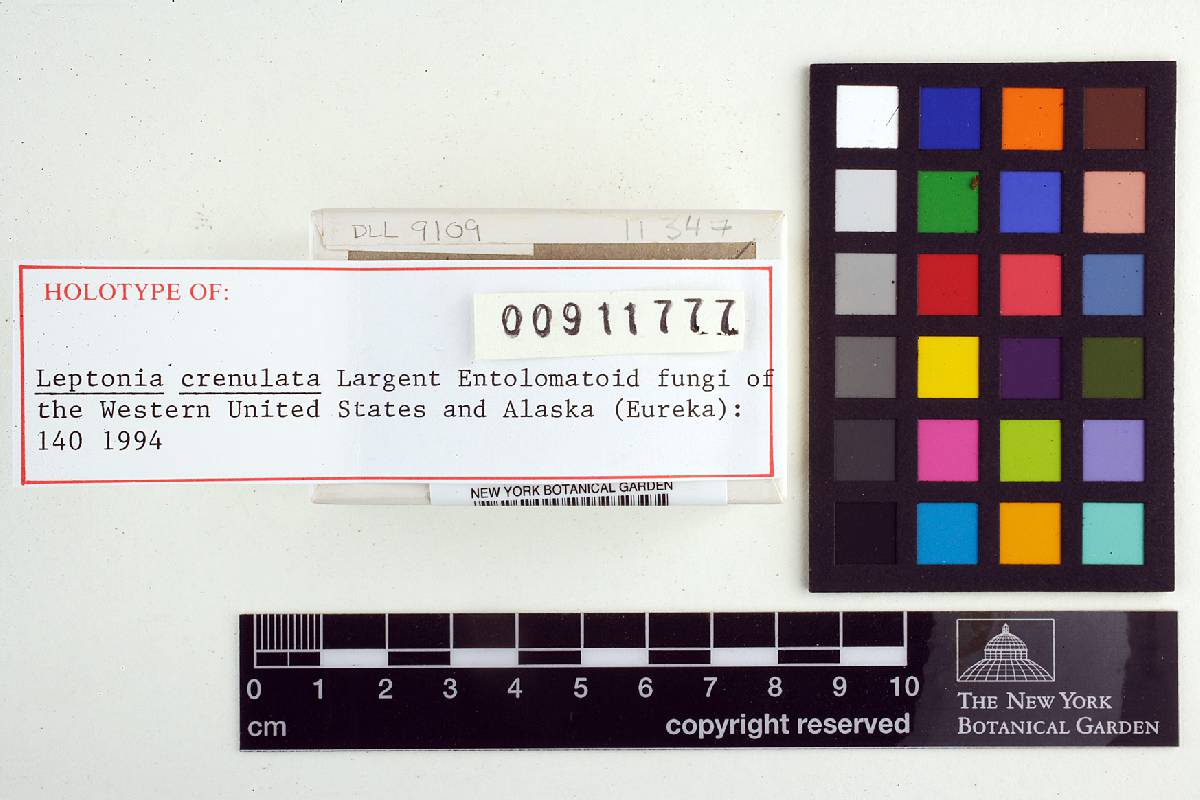 DLL 9109 11347
HOLOTYPE OF:
00911777
Leptonia crenulata Largent Entolomatoid fungi of
the Western United States and Alaska (Eureka):
140 1994
NEW YORK BOTANICAL GARDEN
0 1 2 3 4 5 6 7 8 9 10
cm
copyright reserved
THE NEW YORK
BOTANICAL GARDEN